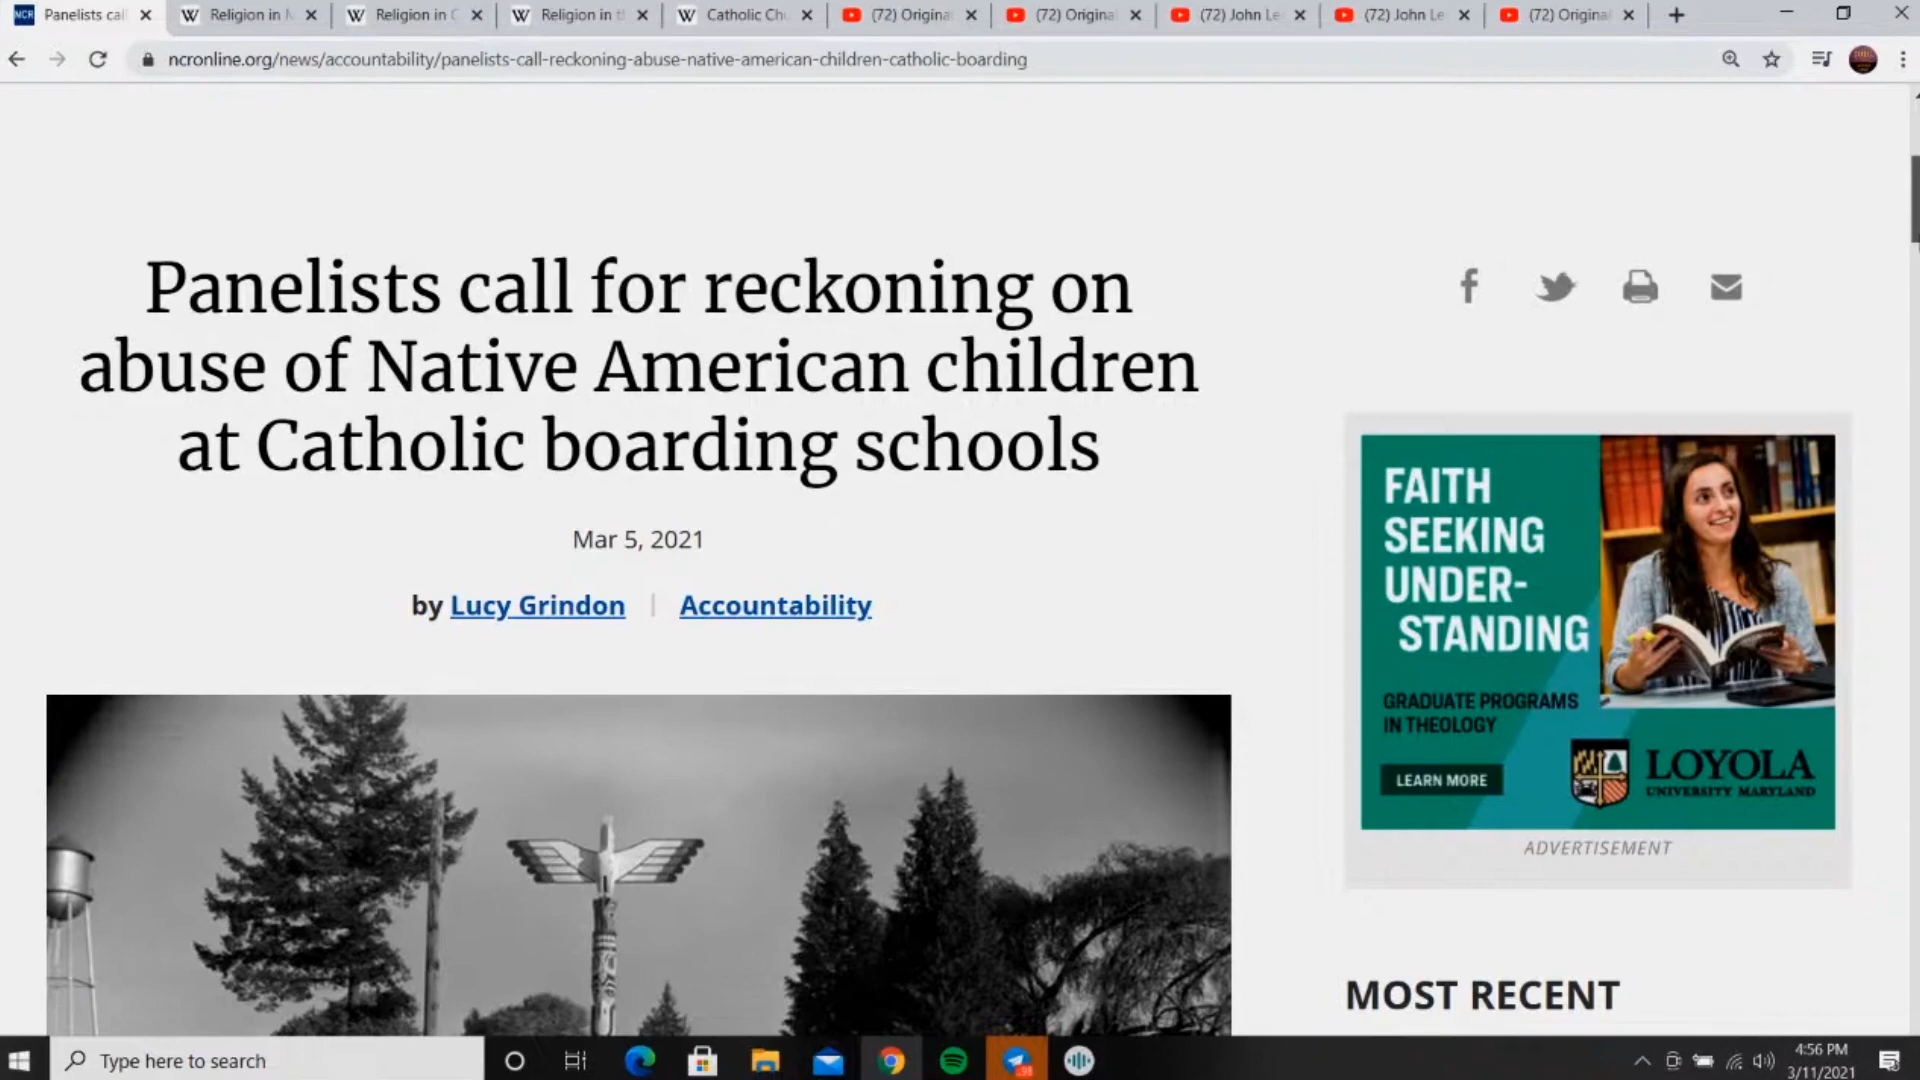 NCR Panelists call
Religion in
Religion in
Religion in t
Catholic Ch
(72) Origina
(72) Origina
(72) John Le
(72) John Le
(72) Origina
ncronline.org/news/accountability/panelists-call-reckoning-abuse-native-american-children-catholic-boarding
Panelists call for reckoning on
abuse of Native American children
at Catholic boarding schools
Mar 5, 2021
by Lucy Grindon | Accountability
FAITH
SEEKING
UNDER-
STANDING
GRADUATE PROGRAMS
IN THEOLOGY
LEARN MORE
LOYOLA
UNIVERSITY MARYLAND
ADVERTISEMENT
MOST RECENT
Type here to search
4:56 PM
3/11/2021